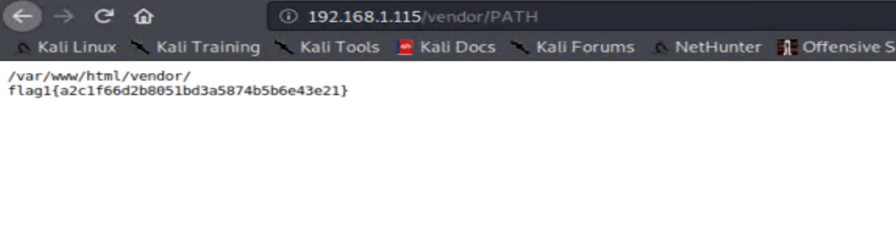 192.168.1.115/vendor/PATH
Kali Linux Kali Training Kali Tools Kali Docs Kali Forums NetHunter Offensive S
/var/www/html/vendor/
flag1{a2c1f66d2b8051bd3a5874b5b6e43e21}